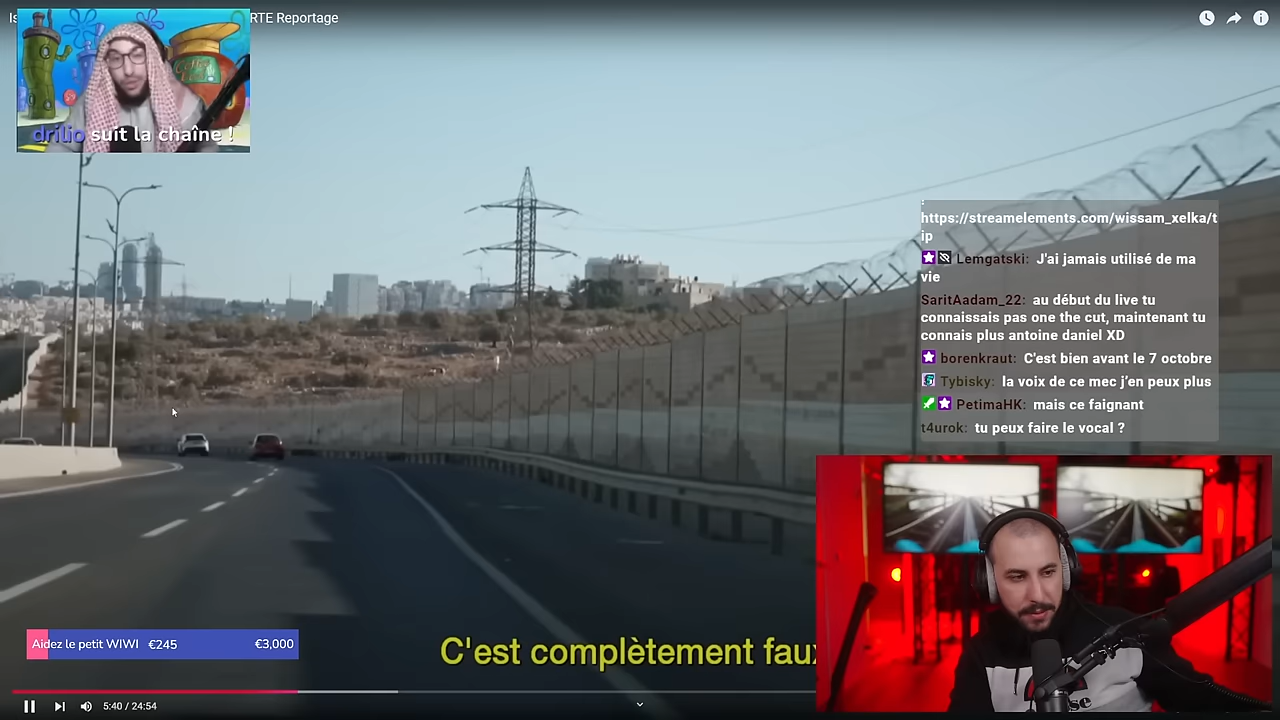 Is
RTE Reportage
drilio suit la chaîne !
https://streamelements.com/wissam_xelka/t
ip
Lemgatski: J'ai jamais utilisé de ma
vie
SaritAadam_22: au début du live tu
connaissais pas one the cut, maintenant tu
connais plus antoine daniel XD
borenkraut: C'est bien avant le 7 octobre
Tybisky: la voix de ce mec j'en peux plus
PetimaHK: mais ce faignant
t4urok: tu peux faire le vocal ?
Aidez le petit WIWI €245 €3,000
C'est complètement faux
5:40 / 24:54